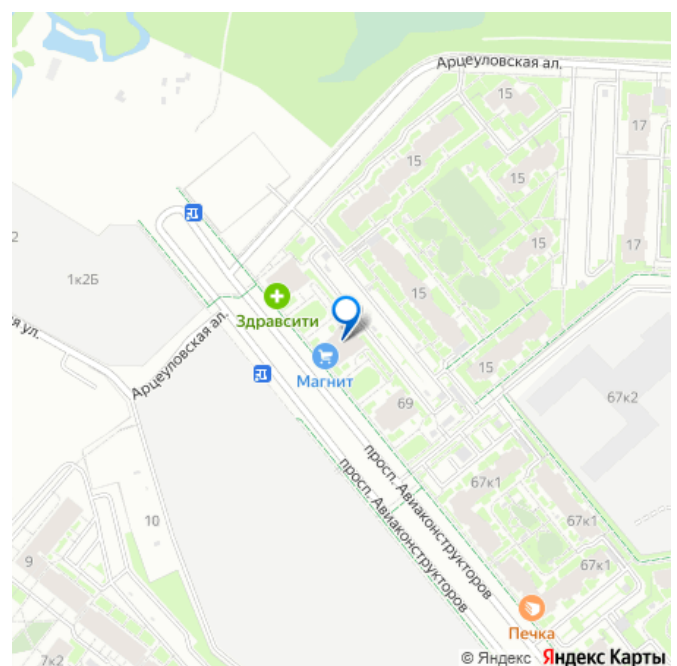 Арцеуловская ал.
15
17
15
15
2
1к2Б
15
17
15
Здравсити
я ул.
Арцеуловская ал.
Магнит
15
67к2
69
просп. Авиаконструкторов
просп. Авиаконструкторов
67к1
10
67к1
9
67к1
7к2
Печка
© Яндекс Яндекс Карты